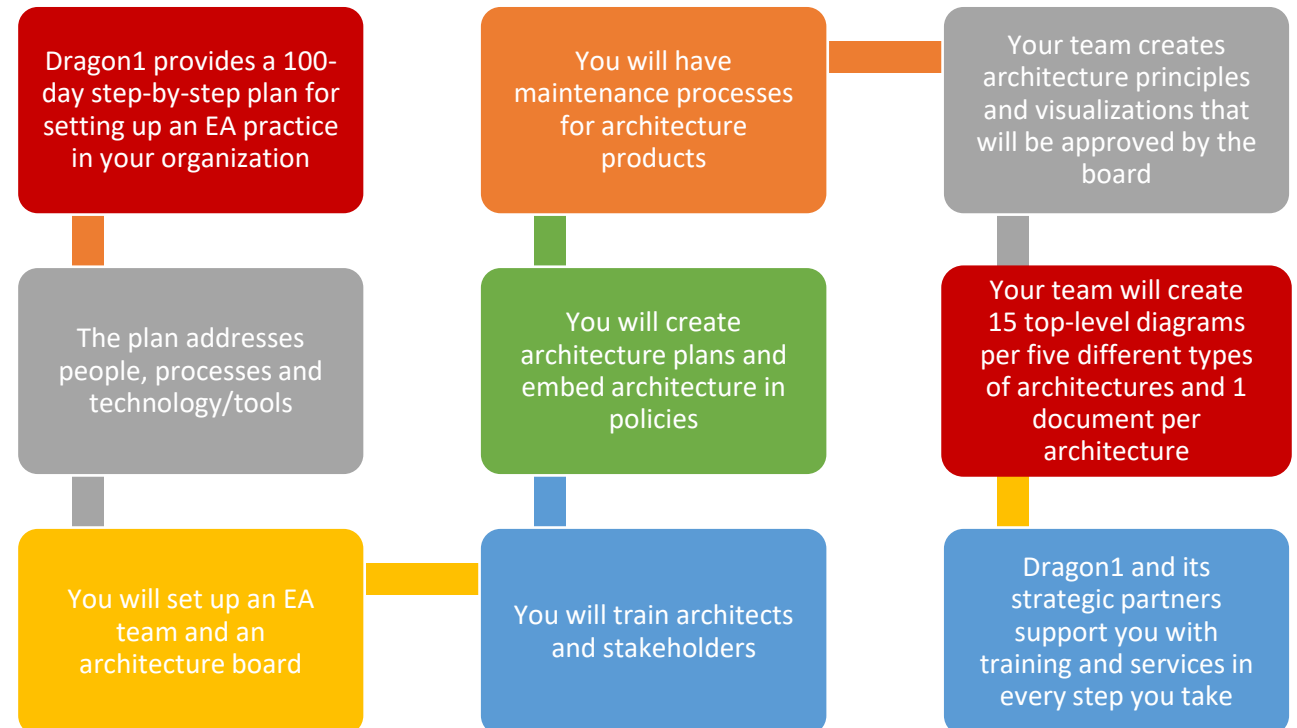 Dragon1 provides a 100-
day step-by-step plan for
setting up an EA practice
in your organization
The plan addresses
people, processes and
technology/tools
You will set up an EA
team and an
architecture board
You will train architects
and stakeholders
You will create
architecture plans and
embed architecture in
policies
You will have
maintenance processes
for architecture
products
Your team creates
architecture principles
and visualizations that
will be approved by the
board
Your team will create
15 top-level diagrams
per five different types
of architectures and 1
document per
architecture
Dragon1 and its
strategic partners
support you with
training and services in
every step you take